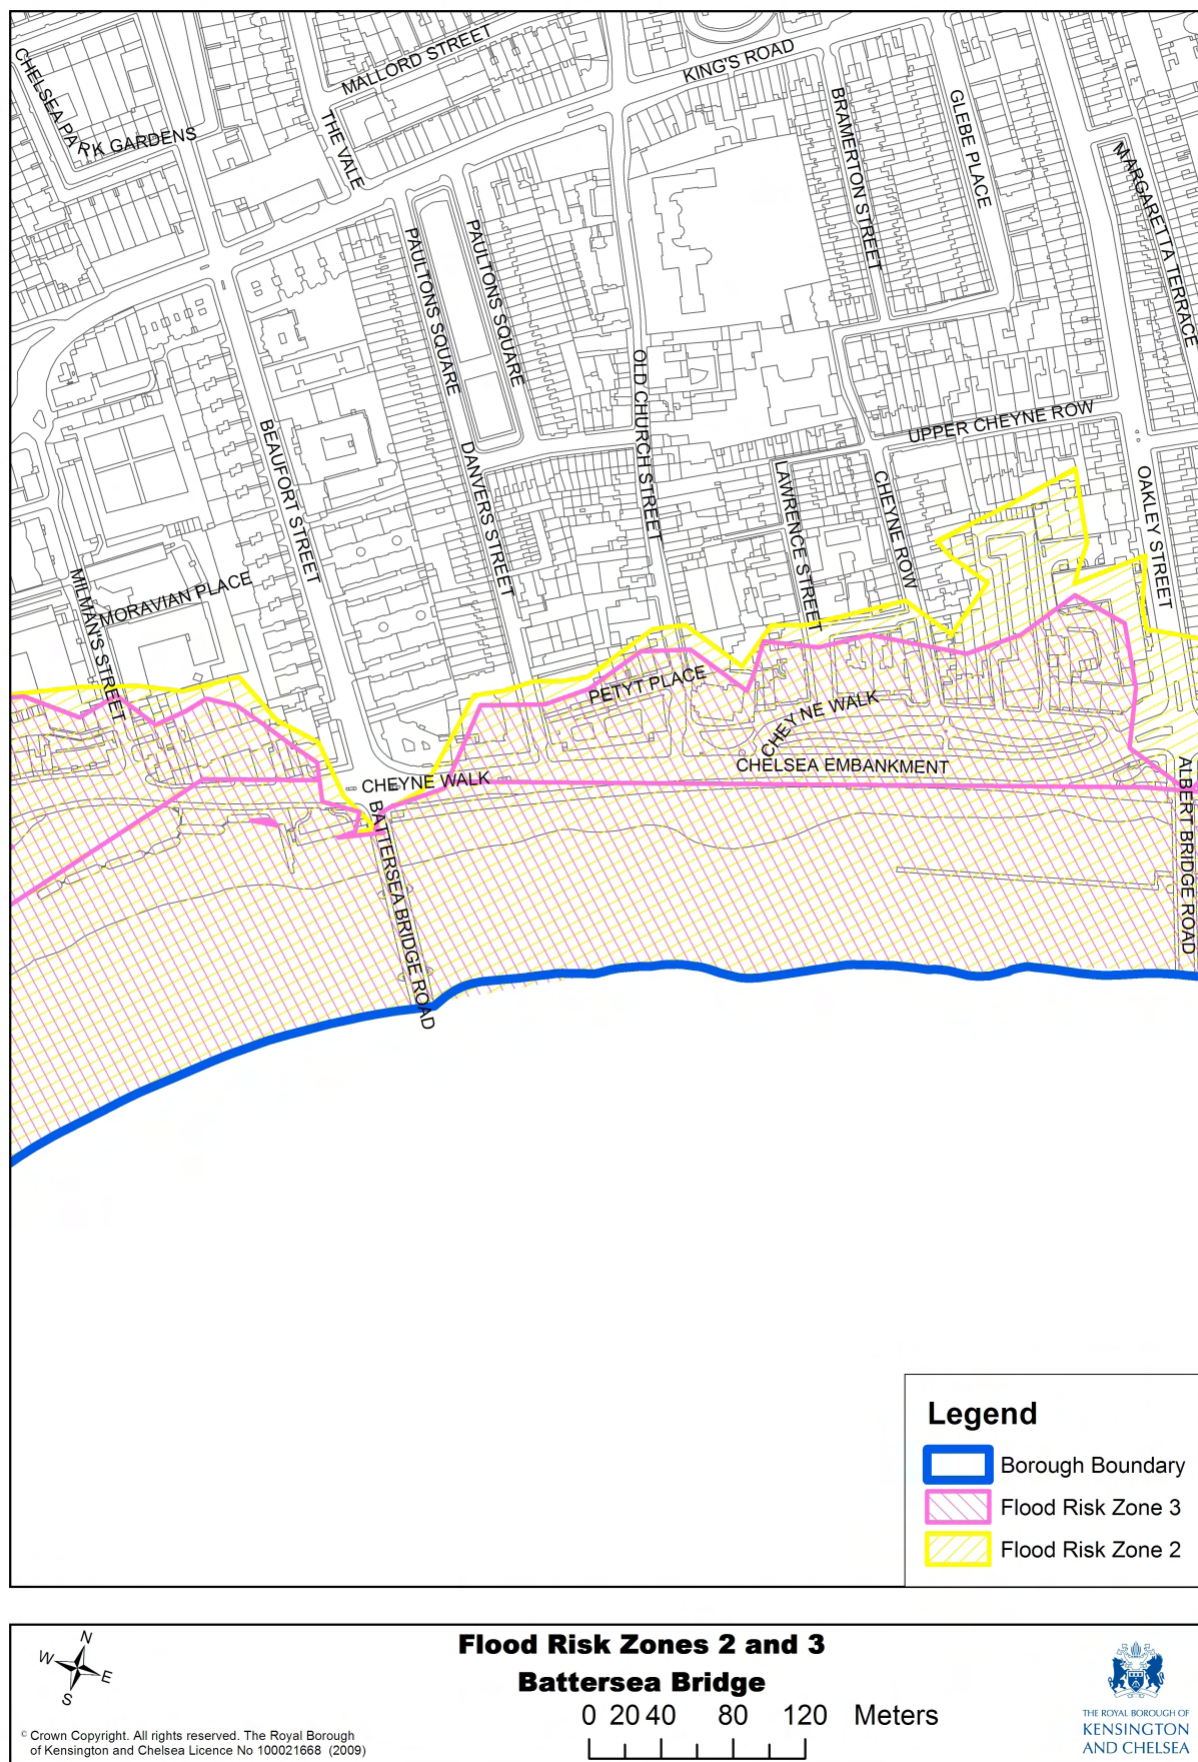 MALLORD STREET
KING'S ROAD
CHELSEA PARK GARDENS
THE VALE
BRAMERTON STREET
GLEBE PLACE
MARGARETTA TERRACE
PAULTONS SQUARE
PAULTONS SQUARE
OLD CHURCH STREET
UPPER CHEYNE ROW
BEAUFORT STREET
DANVERS STREET
LAWRENCE STREET
CHEYNE ROW
OAKLEY STREET
MILMAN'S STREET
MORAVIAN PLACE
PETYT PLACE
CHEYNE WALK
CHELSEA EMBANKMENT
CHEYNE WALK
BATTERSEA BRIDGE ROAD
ALBERT BRIDGE ROAD
Legend
Borough Boundary
Flood Risk Zone 3
Flood Risk Zone 2
N
W
E
S
Flood Risk Zones 2 and 3
Battersea Bridge
0 20 40 80 120 Meters
© Crown Copyright. All rights reserved. The Royal Borough
of Kensington and Chelsea Licence No 100021668 (2009)
THE ROYAL BOROUGH OF
KENSINGTON
AND CHELSEA